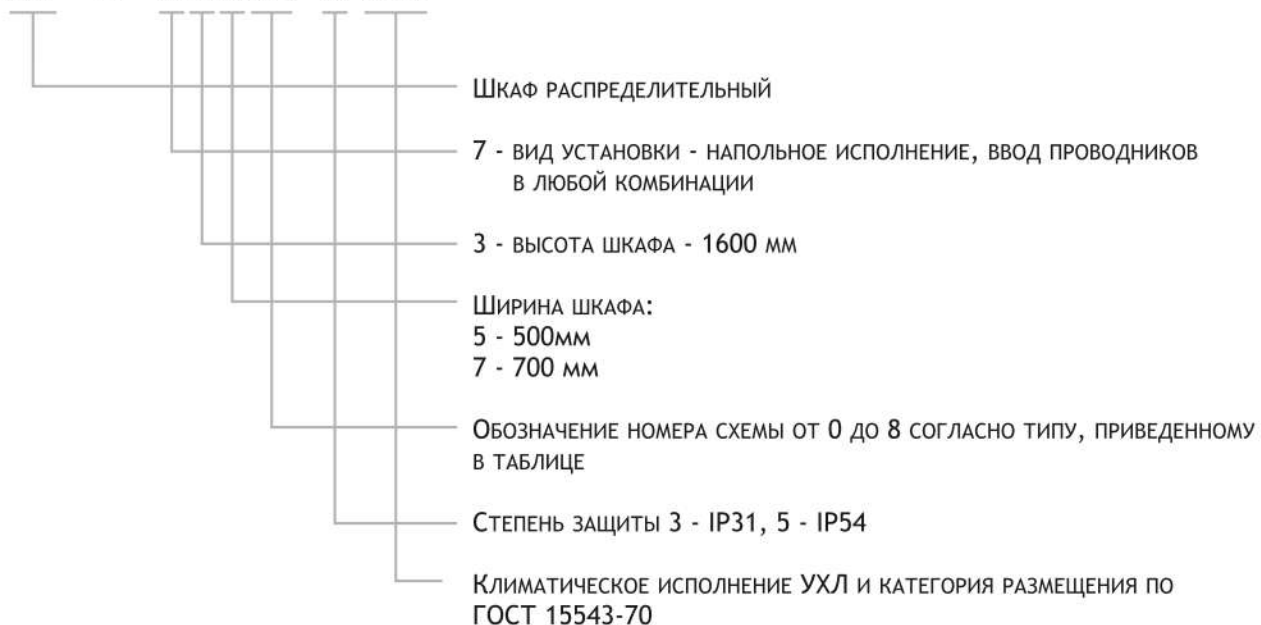 Шкаф распределительный
7 - вид установки - напольное исполнение, ввод проводников
в любой комбинации
3 - высота шкафа - 1600 мм
Ширина шкафа:
5 - 500мм
7 - 700 мм
Обозначение номера схемы от 0 до 8 согласно типу, приведенному
в таблице
Степень защиты 3 - IP31, 5 - IP54
Климатическое исполнение УХЛ и категория размещения по
ГОСТ 15543-70